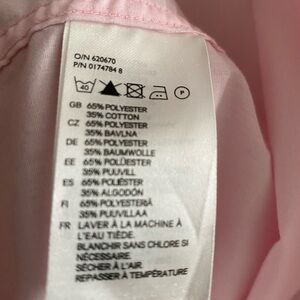 O/N 620670
P/N 0174784 8
40 P
GB 65% POLYESTER
35% COTTON
CZ 65% POLYESTER
35% BAVLNA
DE 65% POLYESTER
35% BAUMWOLLE
EE 65% POLÜESTER
35% PUUVILL
ES 65% POLIÉSTER
35% ALGODÓN
FI 65% POLYESTERIÄ
35% PUUVILLAA
FR LAVER À LA MACHINE À
L'EAU TIÈDE.
BLANCHIR SANS CHLORE SI
NÉCESSAIRE
SÉCHER À L'AIR
REPASSER À TEMPÉRATURE